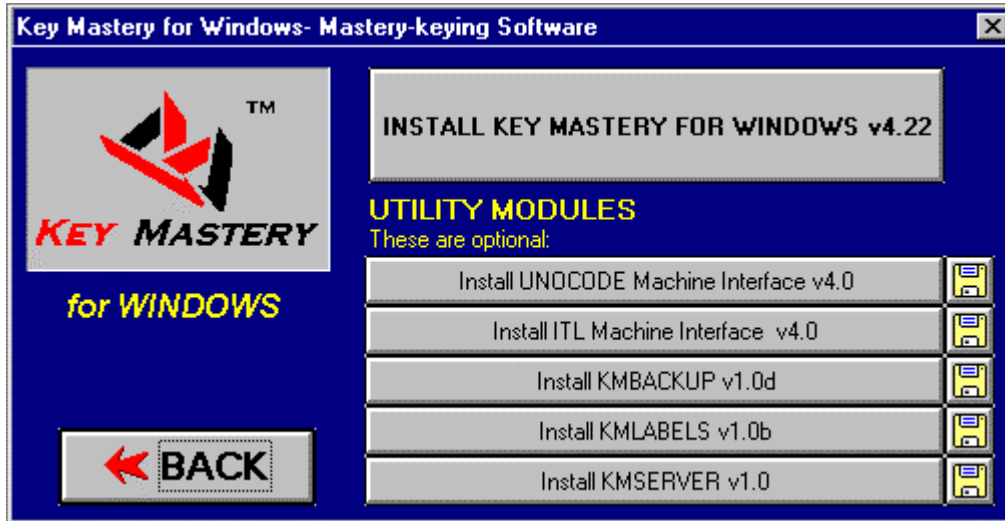 Key Mastery for Windows- Mastery-keying Software
TM
KEY MASTERY
for WINDOWS
BACK
INSTALL KEY MASTERY FOR WINDOWS v4.22
UTILITY MODULES
These are optional:
Install UNOCODE Machine Interface v4.0
Install ITL Machine Interface v4.0
Install KMBACKUP v1.0d
Install KMLABELS v1.0b
Install KMSERVER v1.0